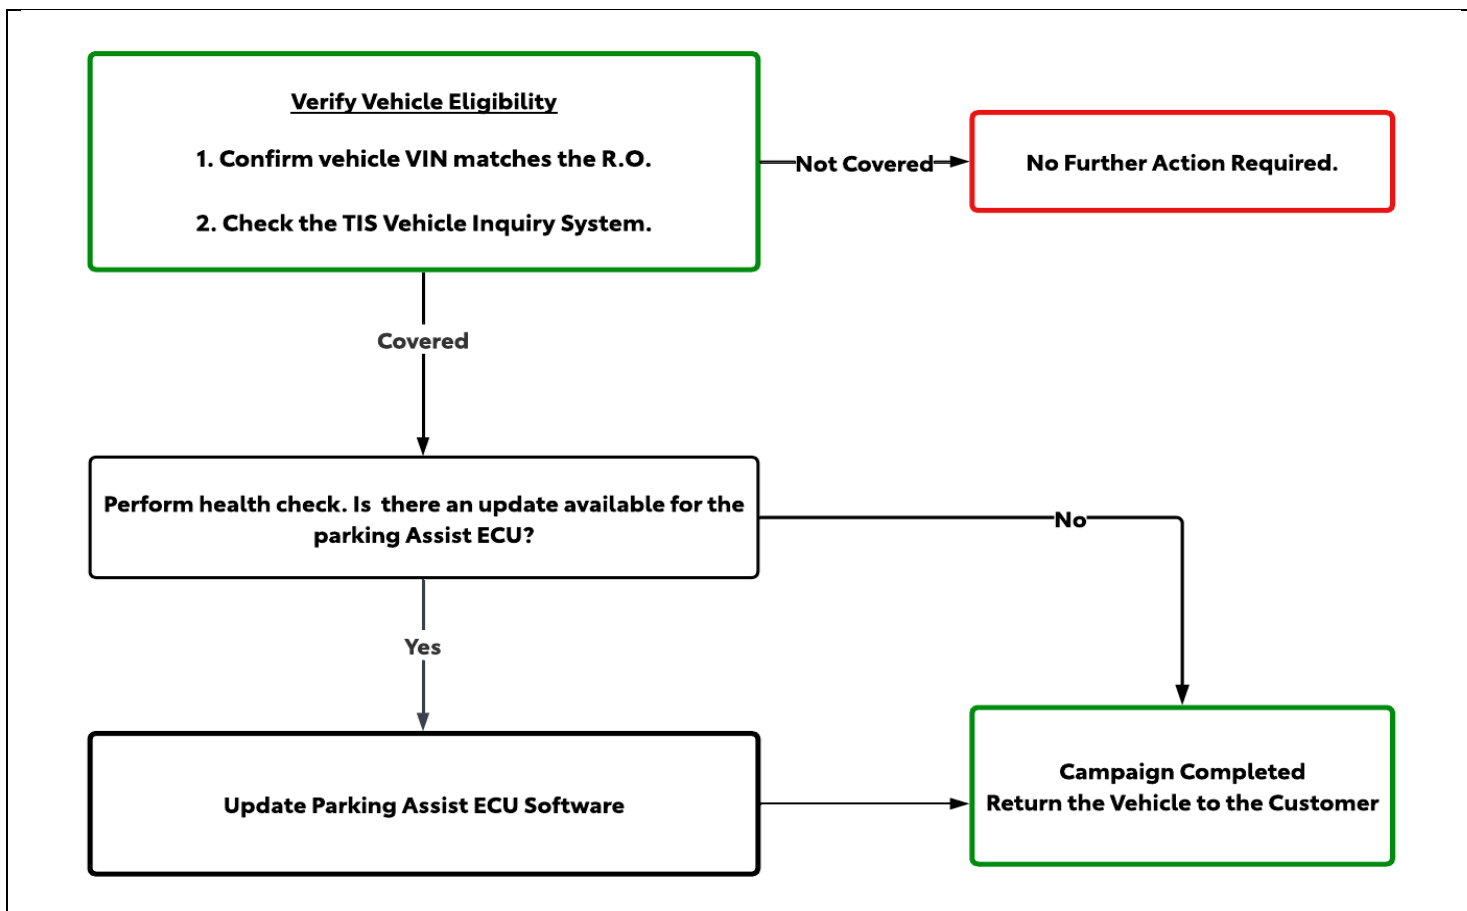 Verify Vehicle Eligibility
1. Confirm vehicle VIN matches the R.O.
2. Check the TIS Vehicle Inquiry System.
Not Covered
No Further Action Required.
Covered
Perform health check. Is  there an update available for the
parking Assist ECU?
No
Yes
Update Parking Assist ECU Software
Campaign Completed
Return the Vehicle to the Customer